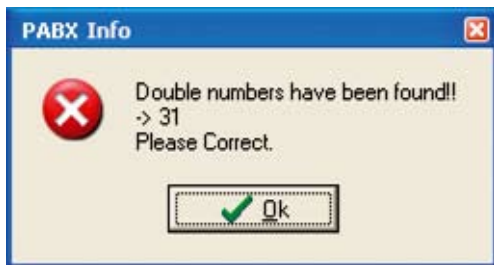 PABX Info
Double numbers have been found!!
-> 31
Please Correct.
Ok